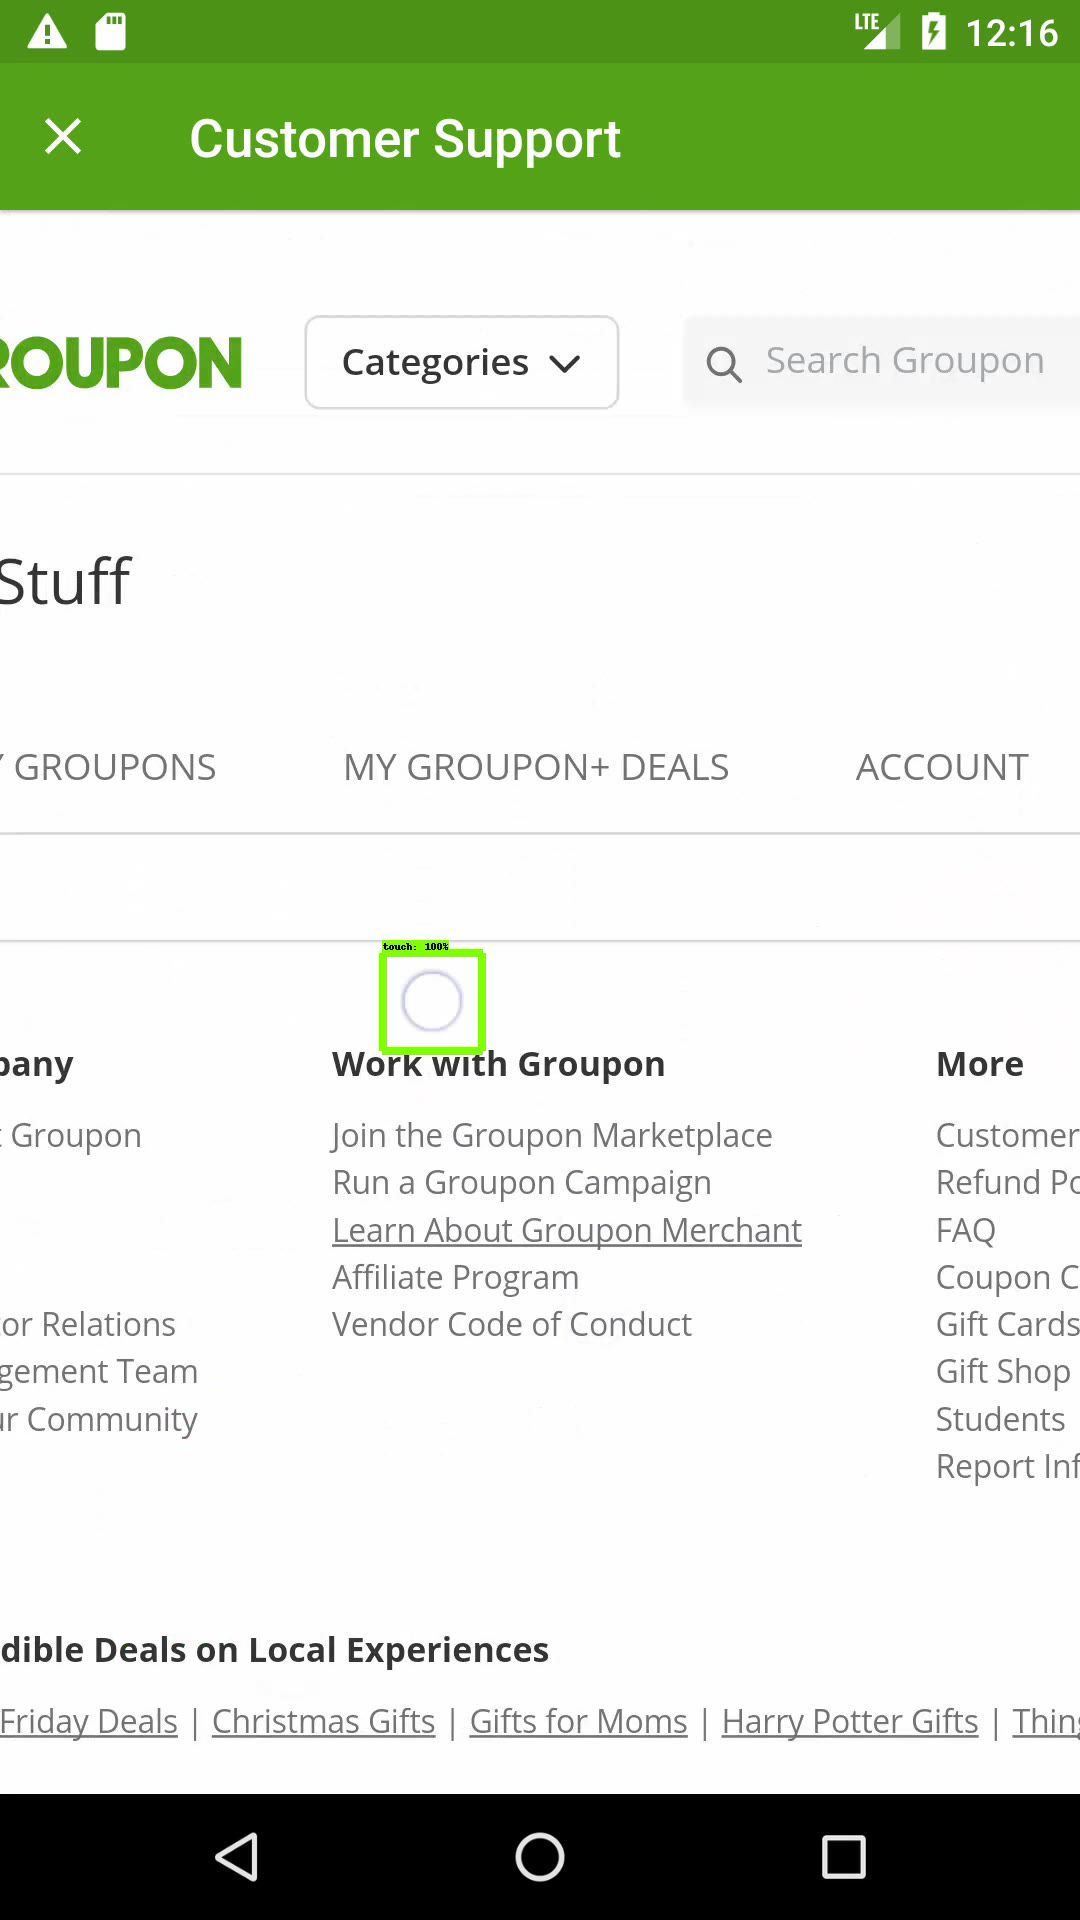 LTE 12:16
Customer Support
ROUPON Categories Search Groupon
Stuff
Y GROUPONS MY GROUPON+ DEALS ACCOUNT
touch: 100%
pany Work with Groupon More
t Groupon Join the Groupon Marketplace Customer
Run a Groupon Campaign Refund Po
Learn About Groupon Merchant FAQ
Affiliate Program Coupon C
or Relations Vendor Code of Conduct Gift Cards
gement Team Gift Shop
ur Community Students
Report Inf
dible Deals on Local Experiences
Friday Deals | Christmas Gifts | Gifts for Moms | Harry Potter Gifts | Thing